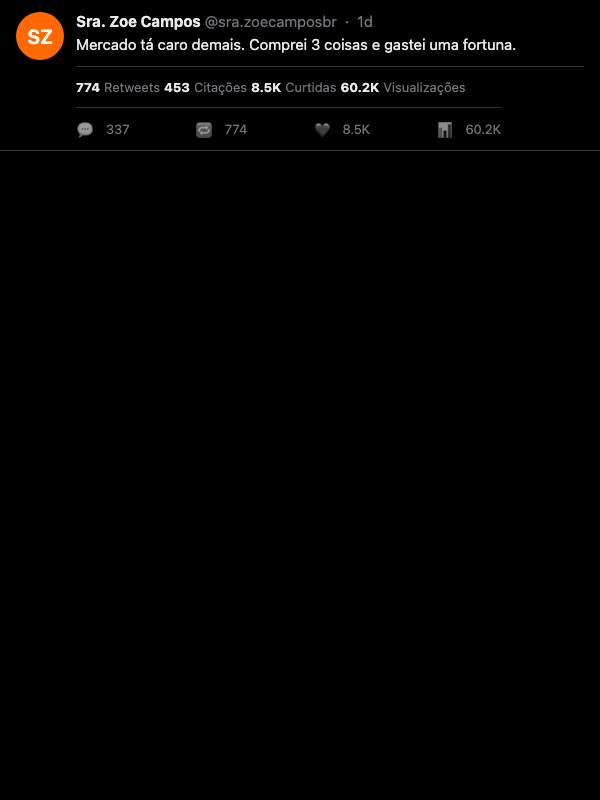 SZ
Sra. Zoe Campos @sra.zoecamposbr · 1d
Mercado tá caro demais. Comprei 3 coisas e gastei uma fortuna.
774 Retweets 453 Citações 8.5K Curtidas 60.2K Visualizações
337 774 8.5K 60.2K